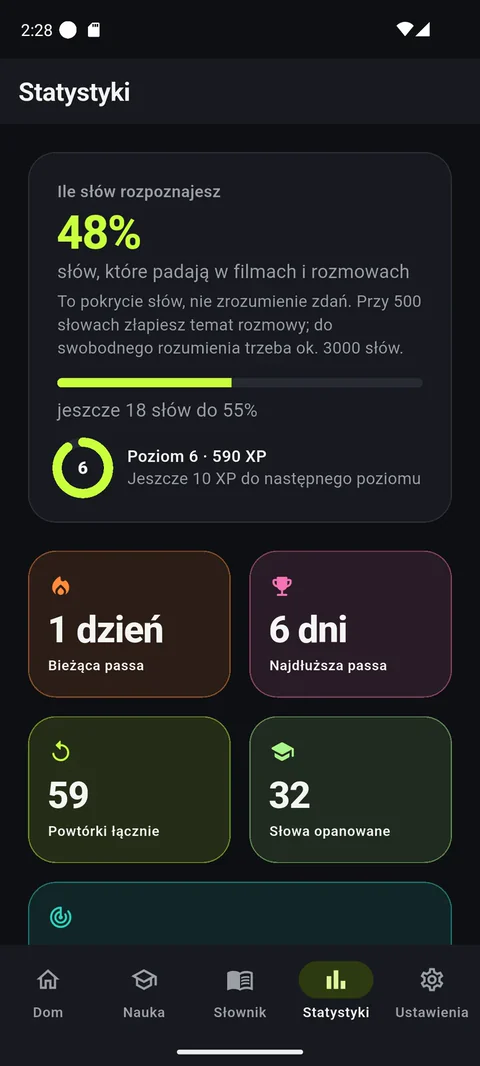 2:28
Statystyki
Ile słów rozpoznajesz
48%
słów, które padają w filmach i rozmowach
To pokrycie słów, nie zrozumienie zdań. Przy 500
słowach złapiesz temat rozmowy; do
swobodnego rozumienia trzeba ok. 3000 słów.
jeszcze 18 słów do 55%
6
Poziom 6 · 590 XP
Jeszcze 10 XP do następnego poziomu
1 dzień
Bieżąca passa
6 dni
Najdłuższa passa
59
Powtórki łącznie
32
Słowa opanowane
Dom
Nauka
Słownik
Statystyki
Ustawienia